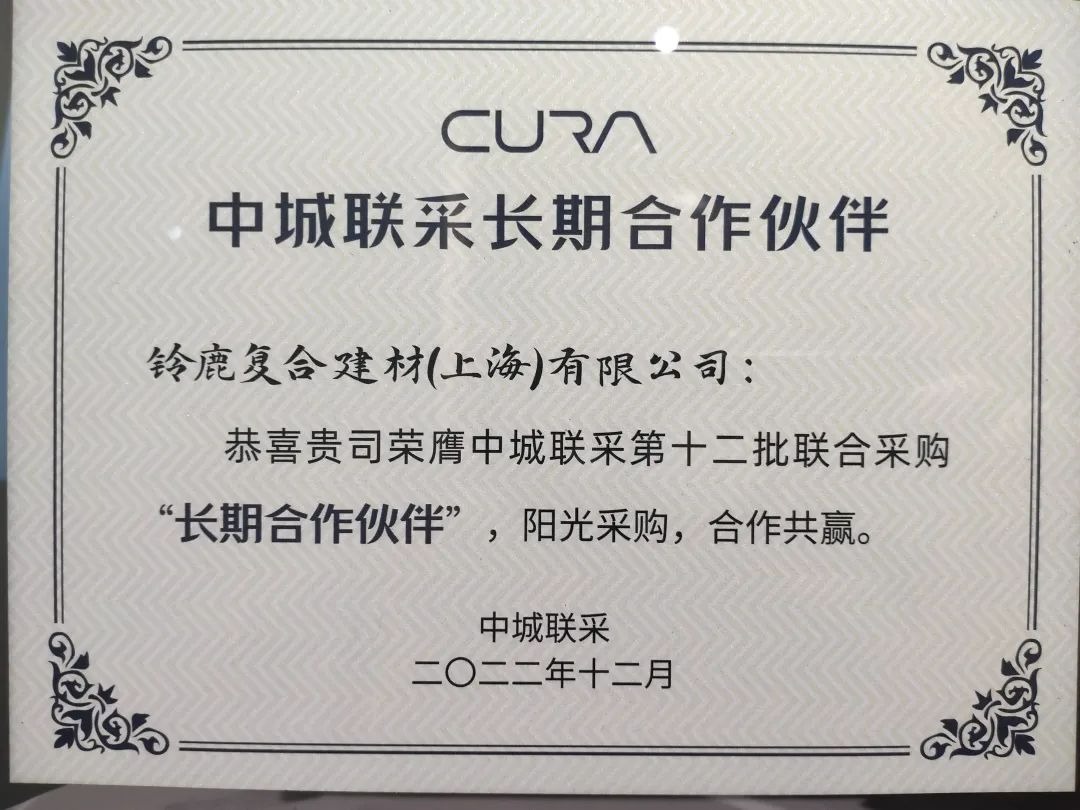 CURA
中城联采长期合作伙伴
铃鹿复合建材(上海)有限公司：
恭喜贵司荣膺中城联采第十二批联合采购
“长期合作伙伴”，阳光采购，合作共赢。
中城联采
二〇二二年十二月